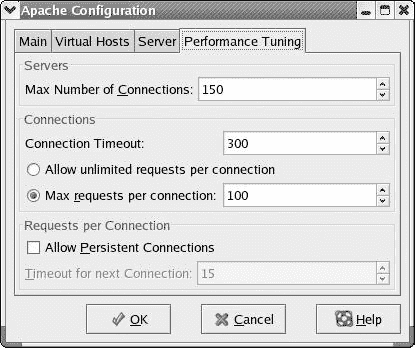 Apache Configuration
Main Virtual Hosts Server Performance Tuning
Servers
Max Number of Connections: 150
Connections
Connection Timeout: 300
Allow unlimited requests per connection
Max requests per connection: 100
Requests per Connection
Allow Persistent Connections
Timeout for next Connection: 15
OK Cancel Help